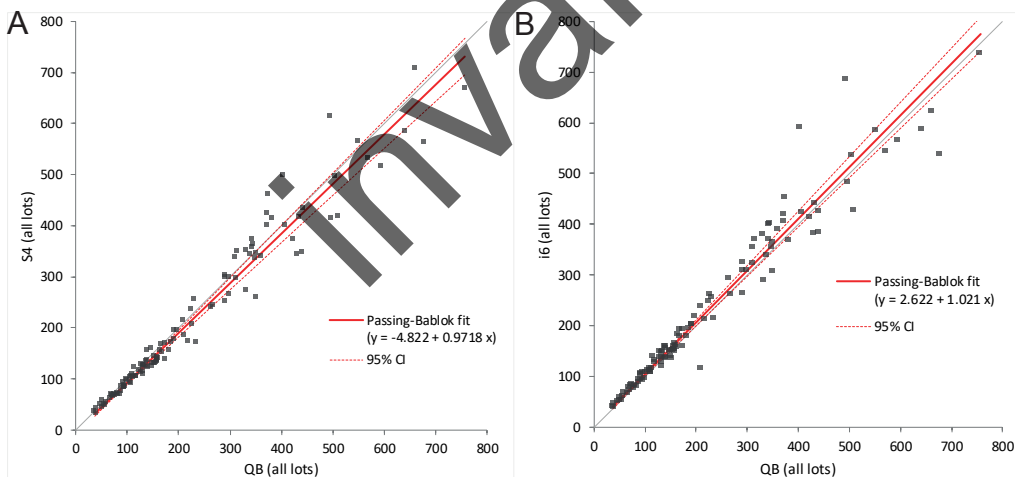 A
800
700
600
500
400
300
200
100
0
S4 (all lots)
0 100 200 300 400 500 600 700 800
QB (all lots)
Passing-Bablok fit
(y = -4.822 + 0.9718 x)
95% CI
B
800
700
600
500
400
300
200
100
0
i6 (all lots)
0 100 200 300 400 500 600 700 800
QB (all lots)
Passing-Bablok fit
(y = 2.622 + 1.021 x)
95% CI